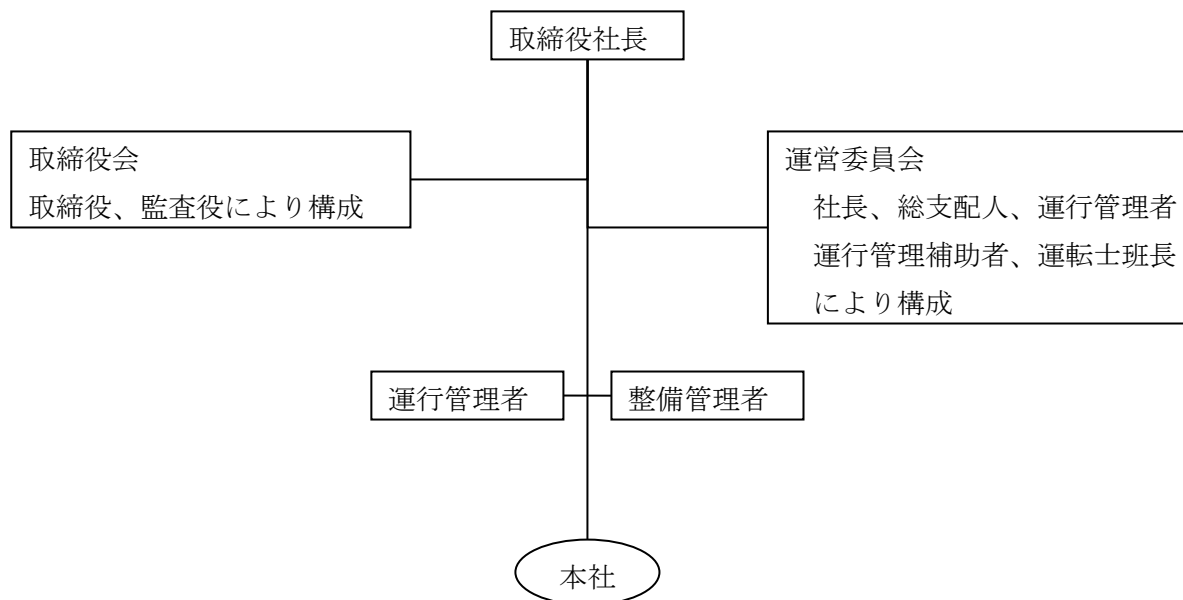 取締役社長
取締役会
取締役、監査役により構成
運営委員会
社長、総支配人、運行管理者
運行管理補助者、運転士班長
により構成
運行管理者
整備管理者
本社